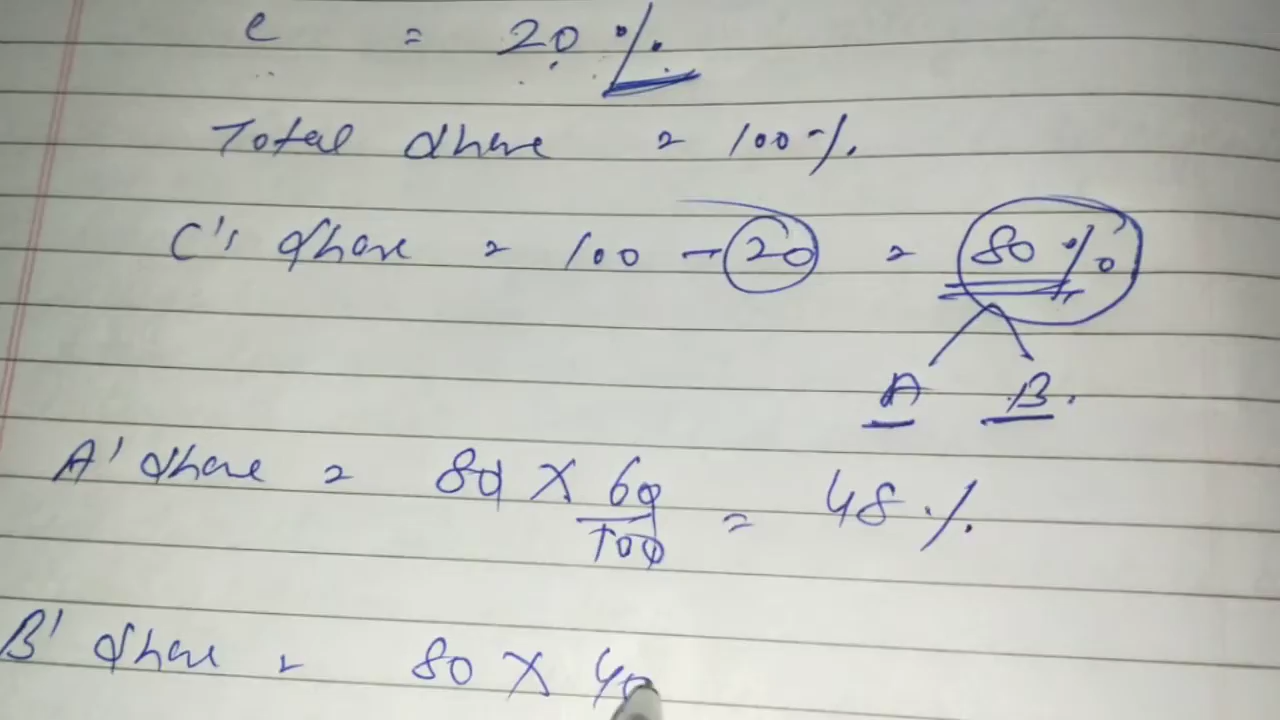 C = 20 %
Total share = 100 %.
C's share = 100 - 20 = 80 %
A B.
A' share = 80 X 60/100 = 48 %
B' share = 80 X 40